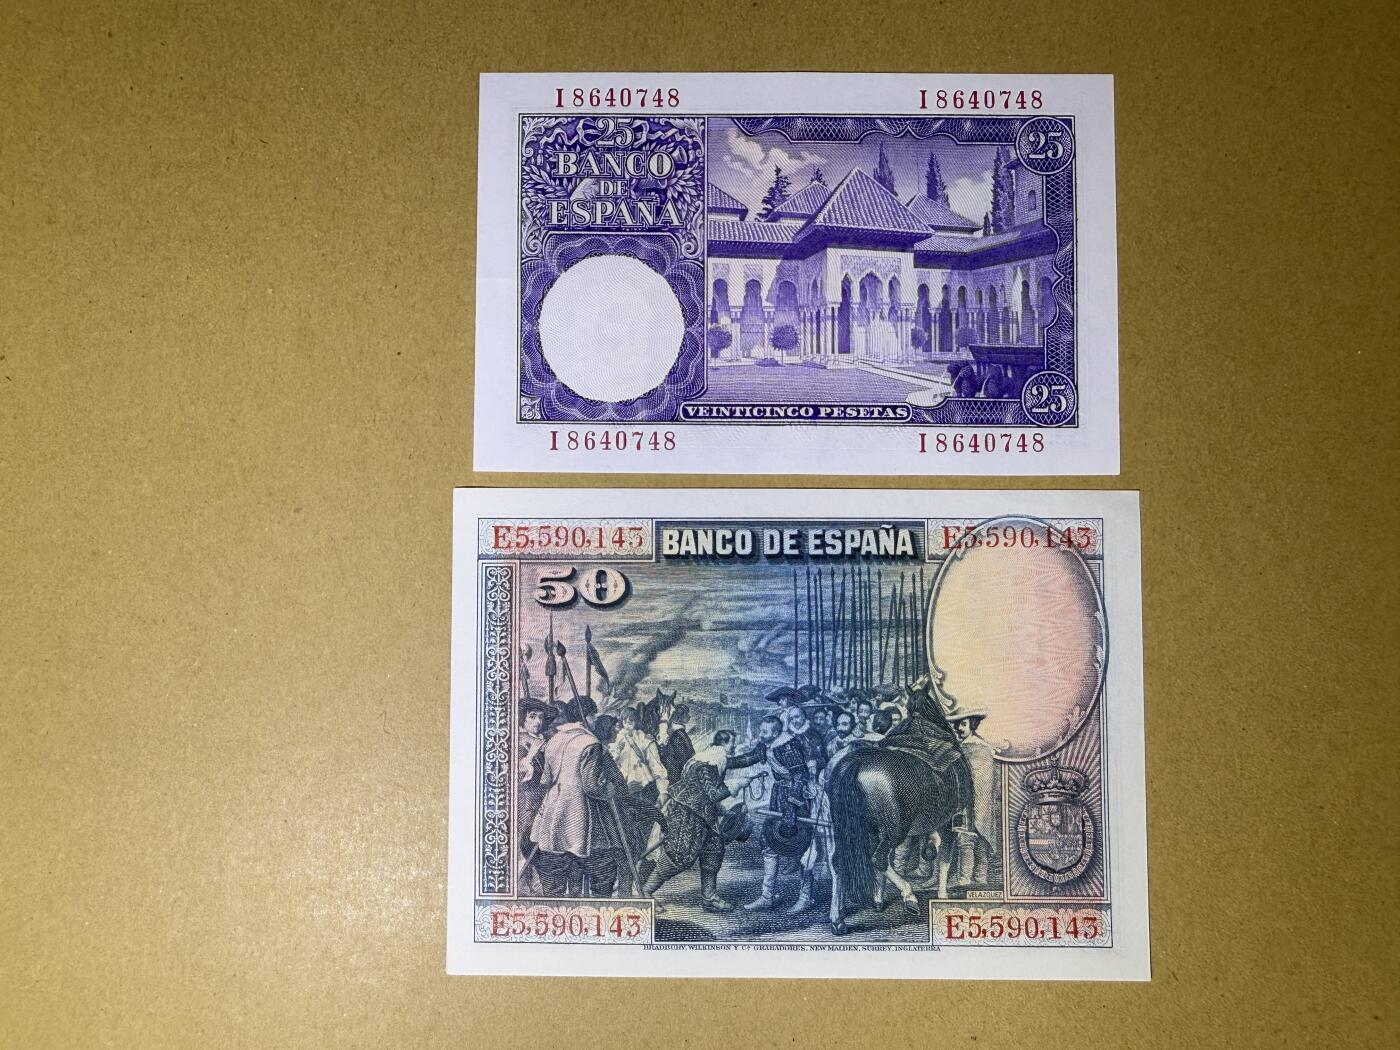 I8640748 I8640748
25
BANCO
DE
ESPAÑA
25
25
VEINTICINCO PESETAS
I8640748 I8640748
E5,590,143 BANCO DE ESPAÑA E5,590,143
50
VELAZQUEZ
E5,590,143 E5,590,143
BRADBURY, WILKINSON Y Cª GRABADORES, NEW MALDEN, SURREY, INGLATERRA